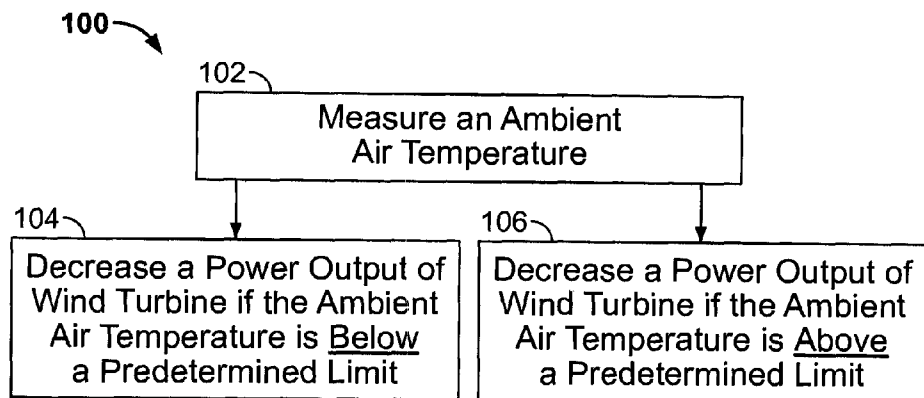 100
102
Measure an Ambient
Air Temperature
104
Decrease a Power Output of
Wind Turbine if the Ambient
Air Temperature is Below
a Predetermined Limit
106
Decrease a Power Output of
Wind Turbine if the Ambient
Air Temperature is Above
a Predetermined Limit